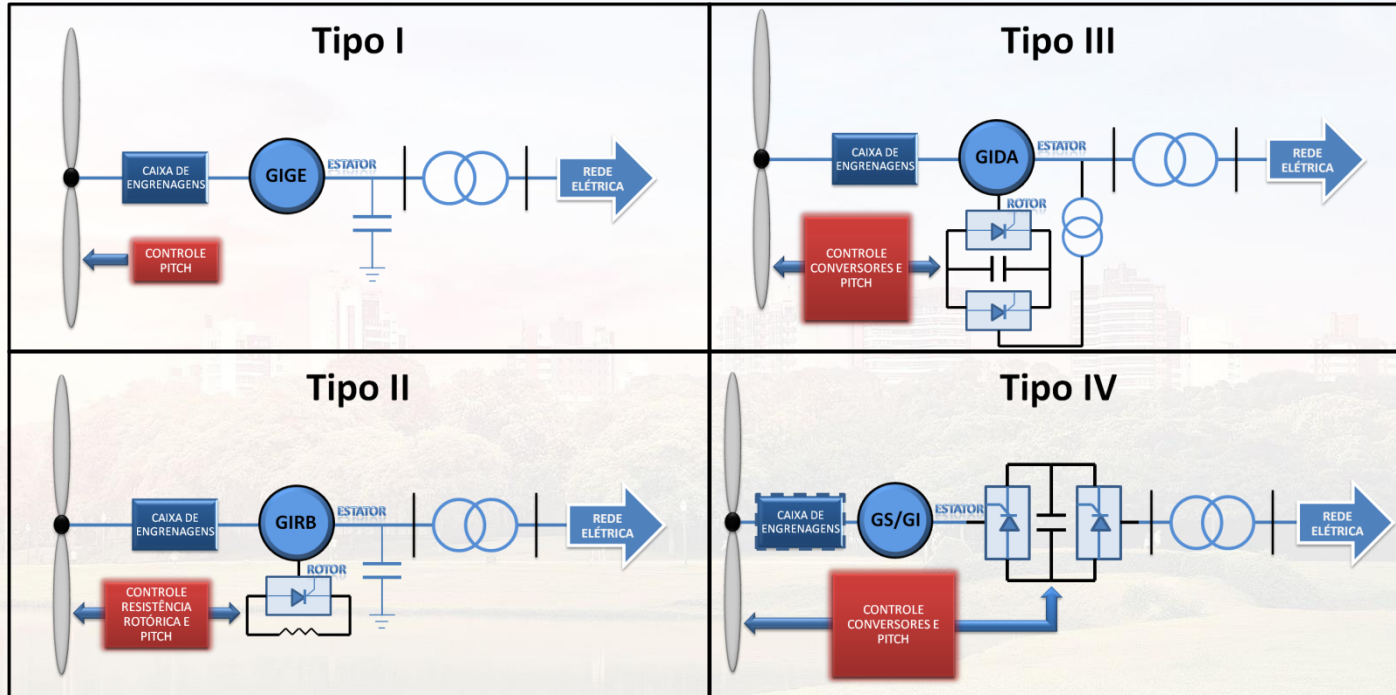 Tipo I
CAIXA DE
ENGRENAGENS
GIGE
ESTATOR
REDE
ELÉTRICA
CONTROLE
PITCH
Tipo III
CAIXA DE
ENGRENAGENS
GIDA
ESTATOR
REDE
ELÉTRICA
ROTOR
CONTROLE
CONVERSORES E
PITCH
Tipo II
CAIXA DE
ENGRENAGENS
GIRB
ESTATOR
REDE
ELÉTRICA
ROTOR
CONTROLE
RESISTÊNCIA
ROTÓRICA E
PITCH
Tipo IV
CAIXA DE
ENGRENAGENS
GS/GI
ESTATOR
REDE
ELÉTRICA
CONTROLE
CONVERSORES E
PITCH